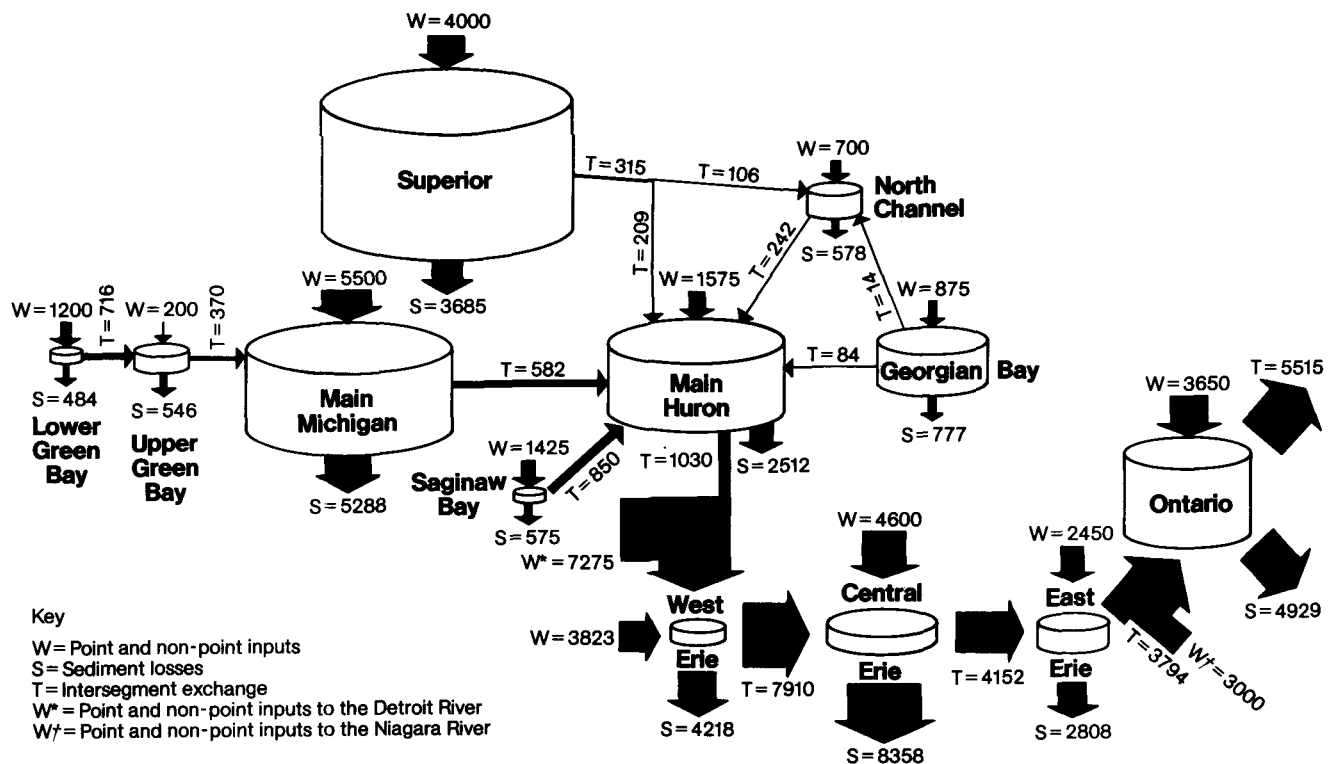 W=4000
Superior
T=315
T=106
W=700
North
Channel
T=209
T=242
S=578
S=3685
W=5500
W=1575
T=14
W=875
W=1200
T=716
W=200
T=370
Main
Michigan
T=582
Main
Huron
T=84
Georgian Bay
S=484
Lower
Green
Bay
S=546
Upper
Green
Bay
S=5288
W=1425
T=850
Saginaw
Bay
S=575
T=1030
S=2512
S=777
W=3650
T=5515
Ontario
S=4929
W*=7275
W=4600
W=2450
West
Erie
W=3823
S=4218
T=7910
Central
Erie
S=8358
T=4152
East
Erie
S=2808
T=3794
W†=3000
Key
W=Point and non-point inputs
S=Sediment losses
T=Intersegment exchange
W*=Point and non-point inputs to the Detroit River
W†=Point and non-point inputs to the Niagara River